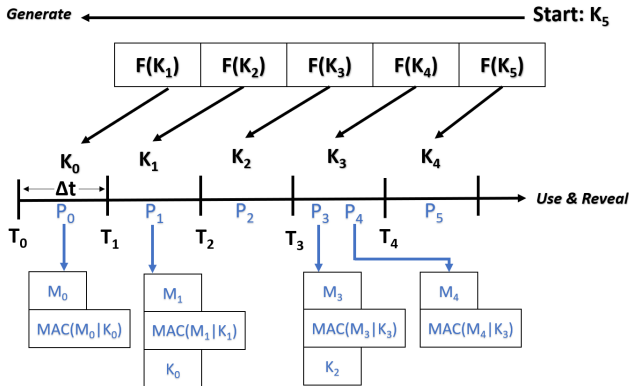 Generate
Start: K₅
F(K₁) F(K₂) F(K₃) F(K₄) F(K₅)
K₀ K₁ K₂ K₃ K₄
Δt
Use & Reveal
P₀ P₁ P₂ P₃ P₄ P₅
T₀ T₁ T₂ T₃ T₄
M₀ M₁ M₃ M₄
MAC(M₀|K₀) MAC(M₁|K₁) MAC(M₃|K₃) MAC(M₄|K₃)
K₀ K₂